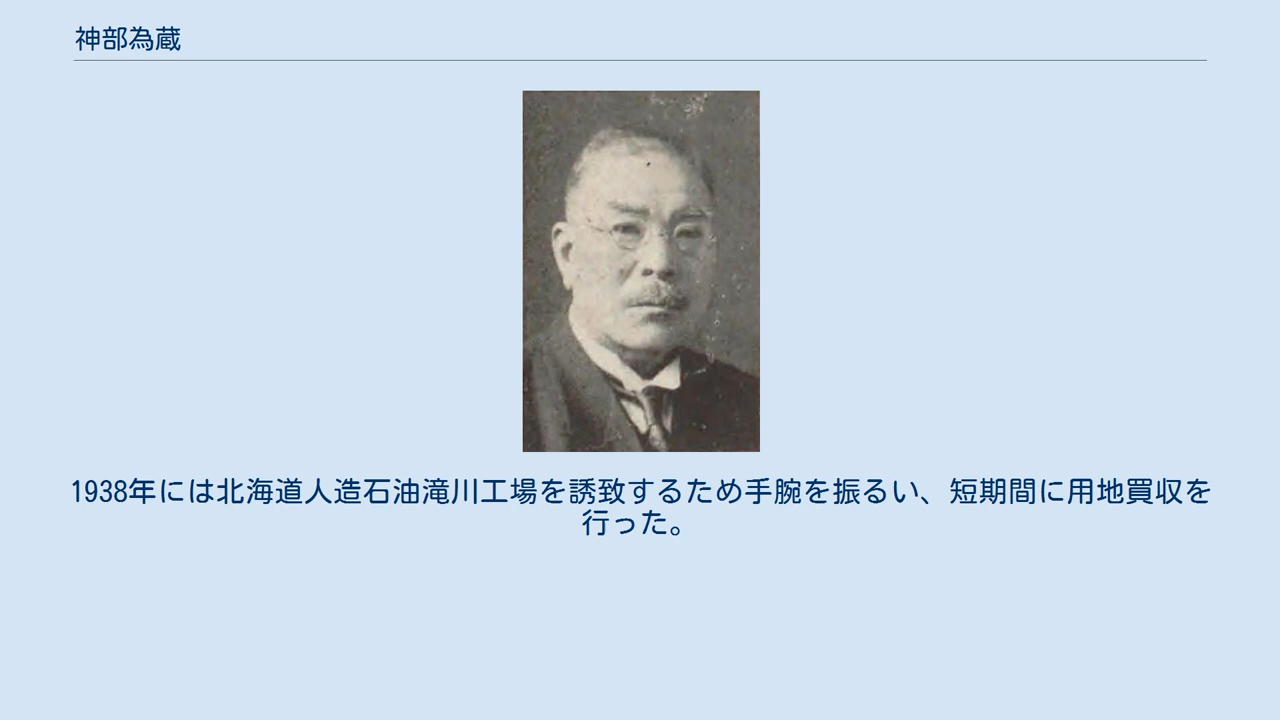 神部為蔵
1938年には北海道人造石油滝川工場を誘致するため手腕を振るい、短期間に用地買収を
行った。